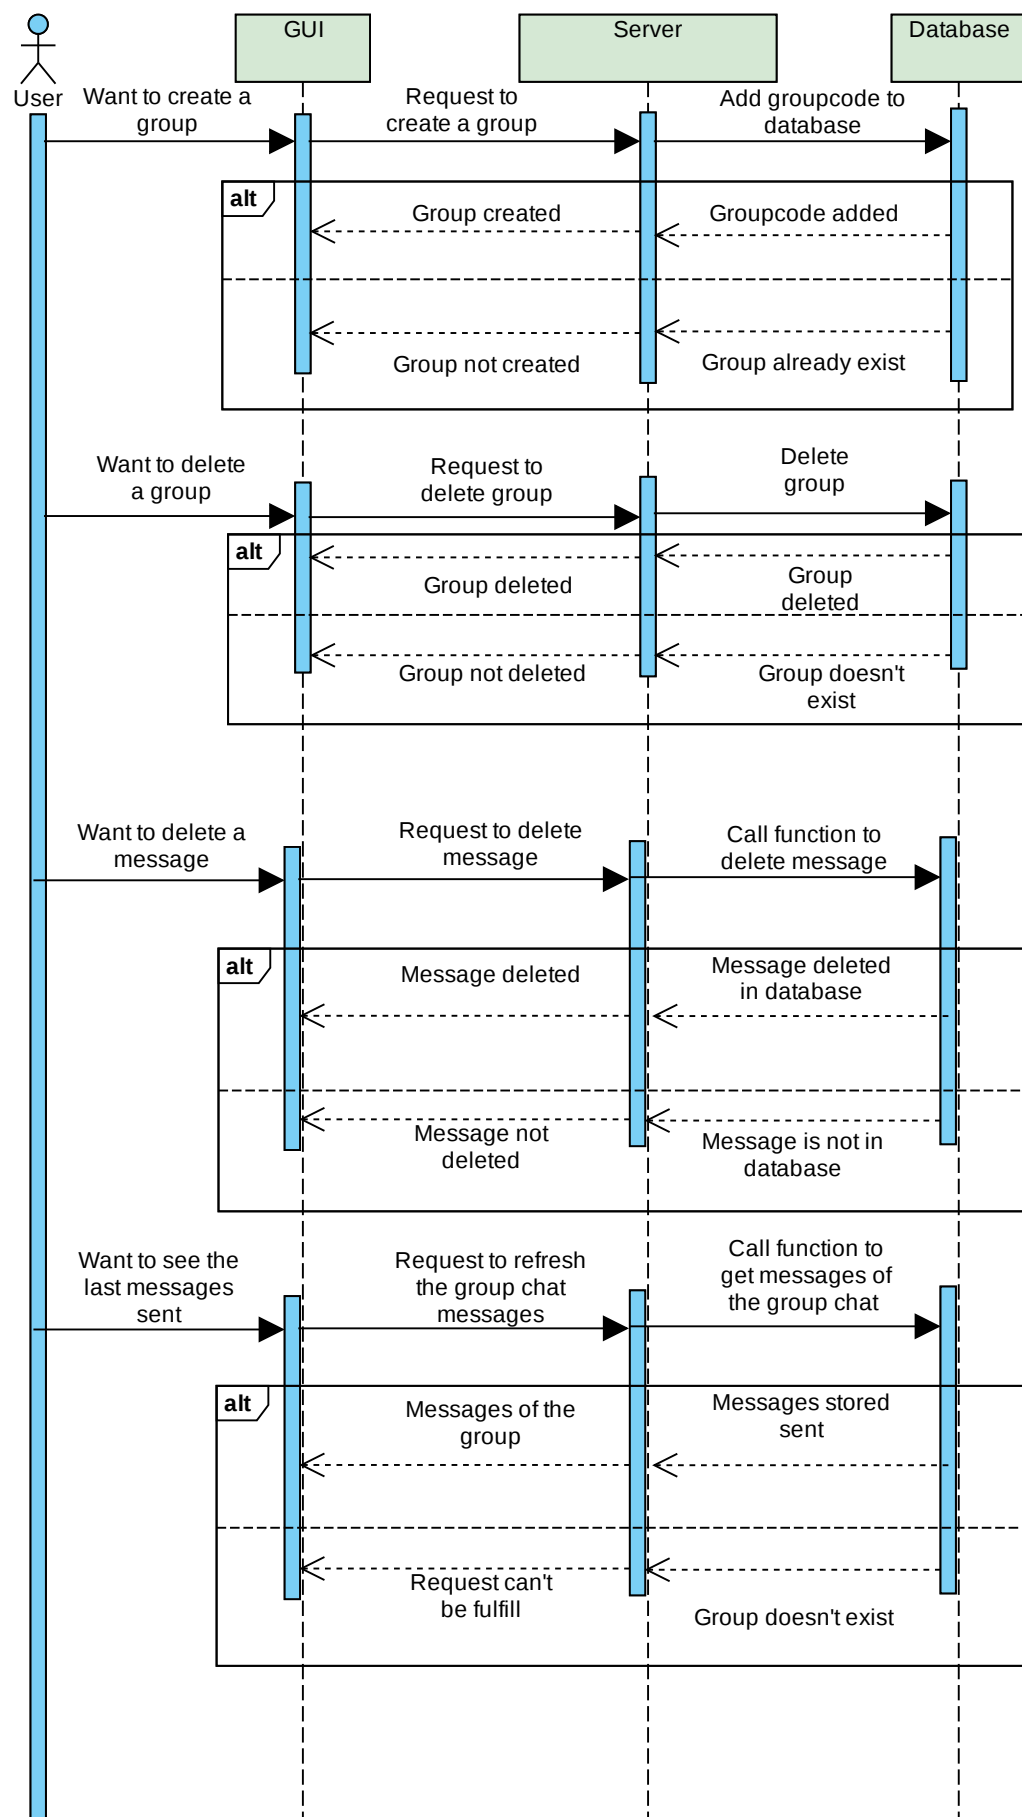 GUI
Server
Database
User
Want to create a
group
Request to
create a group
Add groupcode to
database
alt
Group created
Groupcode added
Group not created
Group already exist
Want to delete
a group
Request to
delete group
Delete
group
alt
Group deleted
Group
deleted
Group not deleted
Group doesn't
exist
Want to delete a
message
Request to delete
message
Call function to
delete message
alt
Message deleted
Message deleted
in database
Message not
deleted
Message is not in
database
Want to see the
last messages
sent
Request to refresh
the group chat
messages
Call function to
get messages of
the group chat
alt
Messages of the
group
Messages stored
sent
Request can't
be fulfill
Group doesn't exist